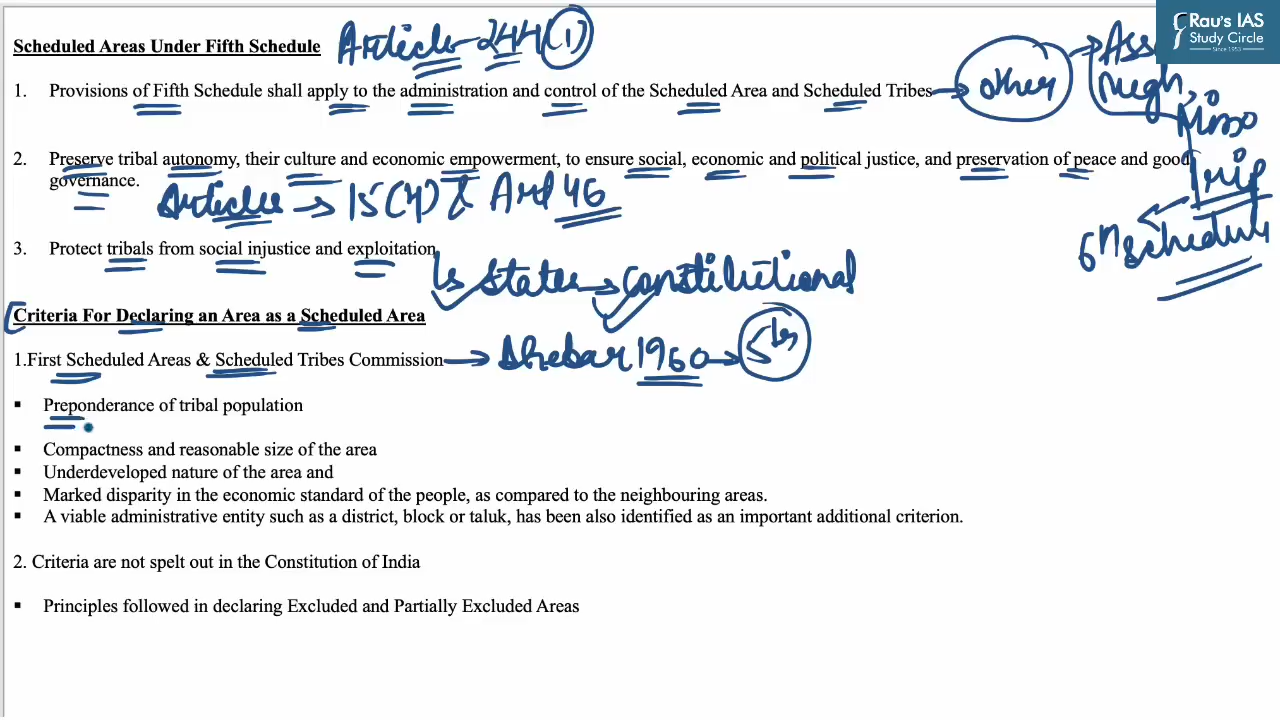 Rau's IAS
Study Circle
Since 1953
Scheduled Areas Under Fifth Schedule Article-244(1)
1. Provisions of Fifth Schedule shall apply to the administration and control of the Scheduled Area and Scheduled Tribes → other → Ass
Megh,
Mizo
2. Preserve tribal autonomy, their culture and economic empowerment, to ensure social, economic and political justice, and preservation of peace and good
governance.
Trip
Articles → 15(4) & Art 46
6th Schedule
3. Protect tribals from social injustice and exploitation
States → Constitutional
Criteria For Declaring an Area as a Scheduled Area
1.First Scheduled Areas & Scheduled Tribes Commission → Dhebar 1960 →
▪ Preponderance of tribal population
▪ Compactness and reasonable size of the area
▪ Underdeveloped nature of the area and
▪ Marked disparity in the economic standard of the people, as compared to the neighbouring areas.
▪ A viable administrative entity such as a district, block or taluk, has been also identified as an important additional criterion.
2. Criteria are not spelt out in the Constitution of India
▪ Principles followed in declaring Excluded and Partially Excluded Areas